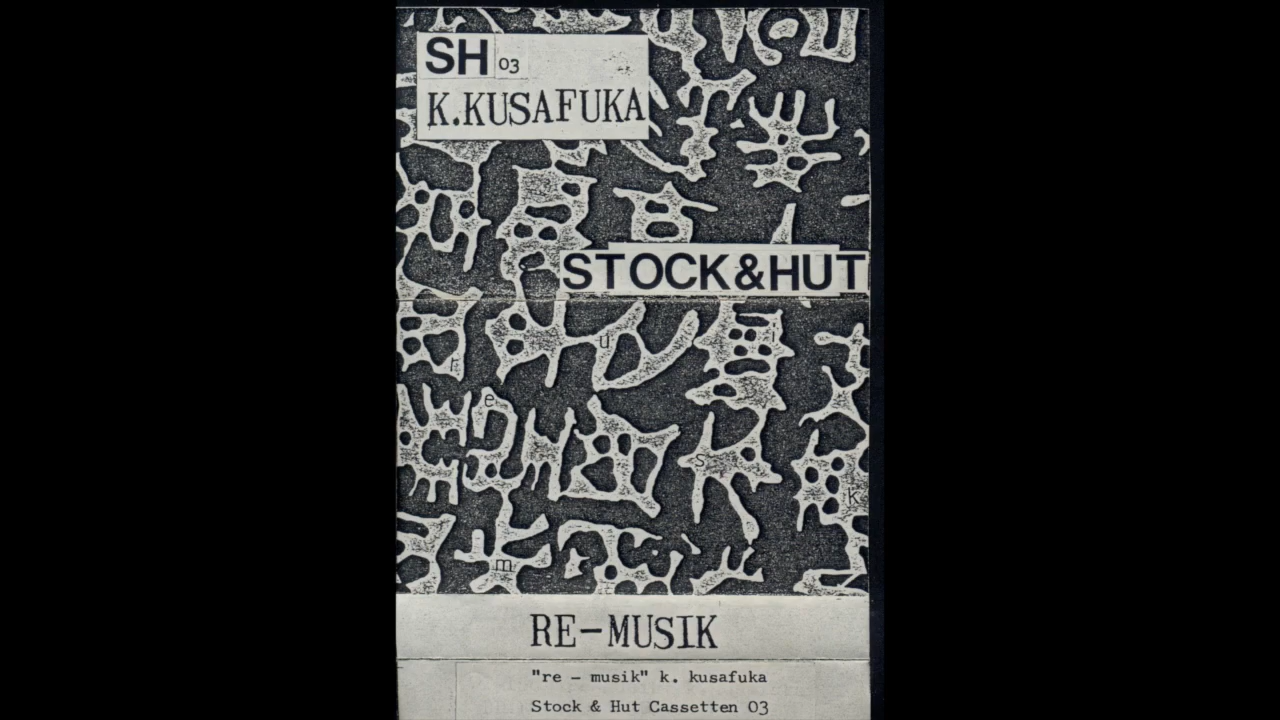 SH 03
K.KUSAFUKA
STOCK&HUT
r
e
m
u
s
i
k
RE-MUSIK
"re - musik" k. kusafuka
Stock & Hut Cassetten 03